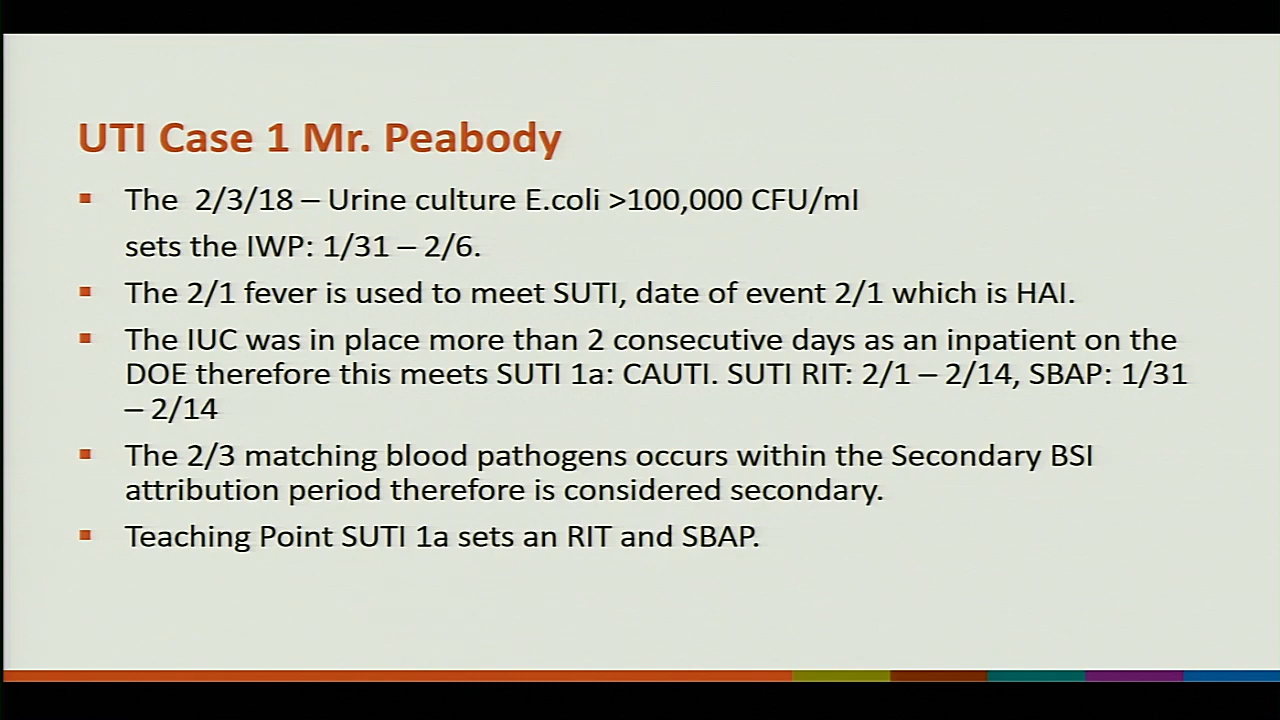 UTI Case 1 Mr. Peabody
▪ The  2/3/18 – Urine culture E.coli >100,000 CFU/ml
sets the IWP: 1/31 – 2/6.
▪ The 2/1 fever is used to meet SUTI, date of event 2/1 which is HAI.
▪ The IUC was in place more than 2 consecutive days as an inpatient on the
DOE therefore this meets SUTI 1a: CAUTI. SUTI RIT: 2/1 – 2/14, SBAP: 1/31
– 2/14
▪ The 2/3 matching blood pathogens occurs within the Secondary BSI
attribution period therefore is considered secondary.
▪ Teaching Point SUTI 1a sets an RIT and SBAP.